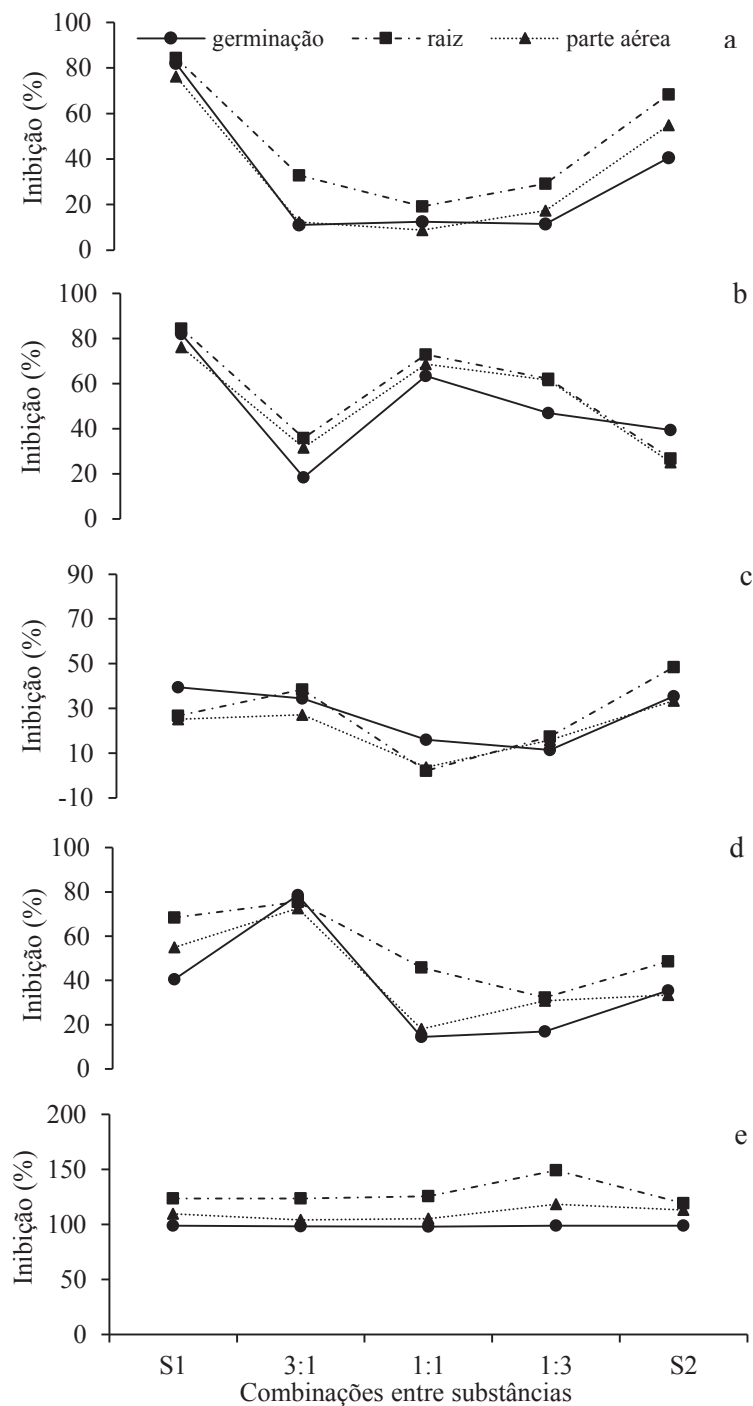 germinação raiz parte aérea
a
Inibição (%)
100
80
60
40
20
0
b
Inibição (%)
100
80
60
40
20
0
c
Inibição (%)
90
70
50
30
10
-10
d
Inibição (%)
100
80
60
40
20
0
e
Inibição (%)
200
150
100
50
0
S1 3:1 1:1 1:3 S2
Combinações entre substâncias